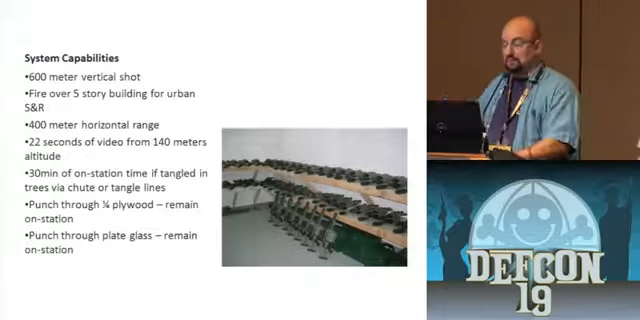 System Capabilities
•600 meter vertical shot
•Fire over 5 story building for urban
S&R
•400 meter horizontal range
•22 seconds of video from 140 meters
altitude
•30min of on-station time if tangled in
trees via chute or tangle lines
•Punch through ¼ plywood – remain
on-station
•Punch through plate glass – remain
on-station
DEFCON
19